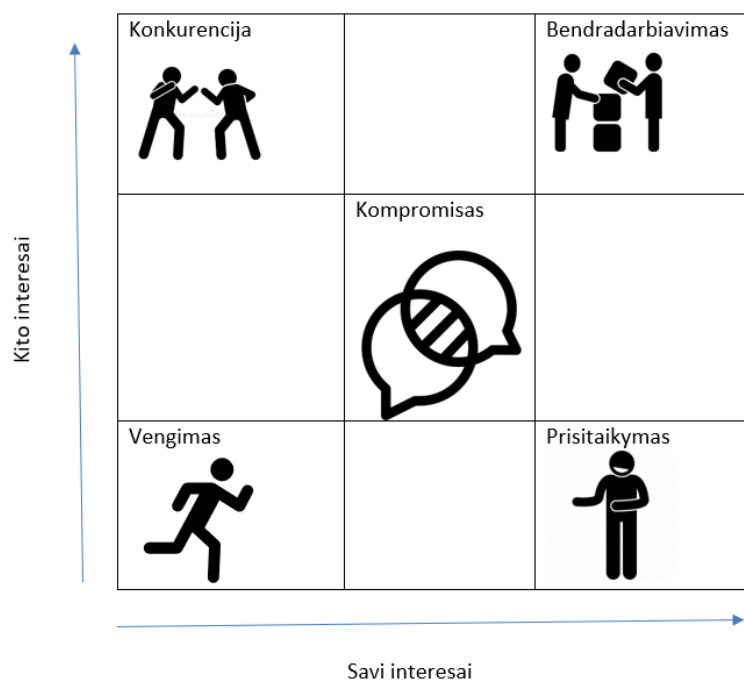 Konkurencija
Bendradarbiavimas
Kompromisas
Kito interesai
Vengimas
Prisitaikymas
Savi interesai